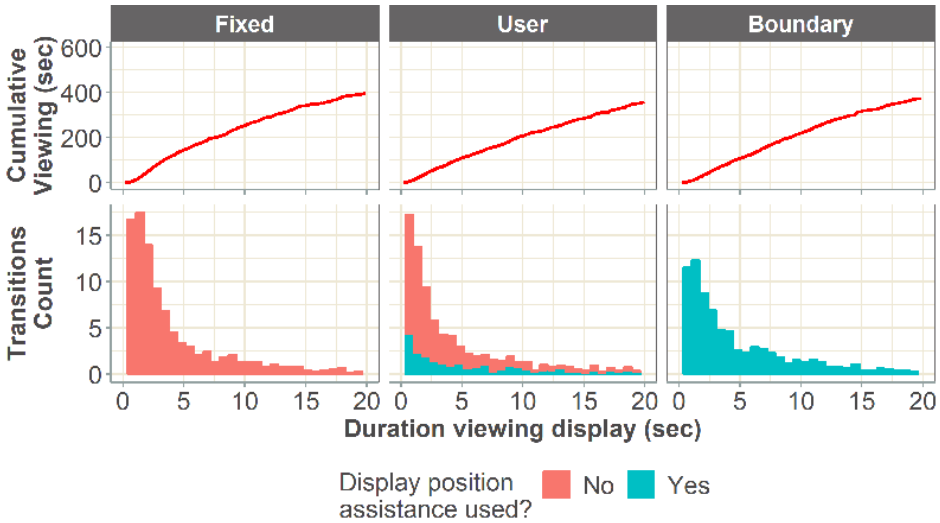 Fixed
User
Boundary
Cumulative
Viewing (sec)
600
400
200
0
Transitions
Count
15
10
5
0
0 5 10 15 20
0 5 10 15 20
0 5 10 15 20
Duration viewing display (sec)
Display position
assistance used?
No
Yes